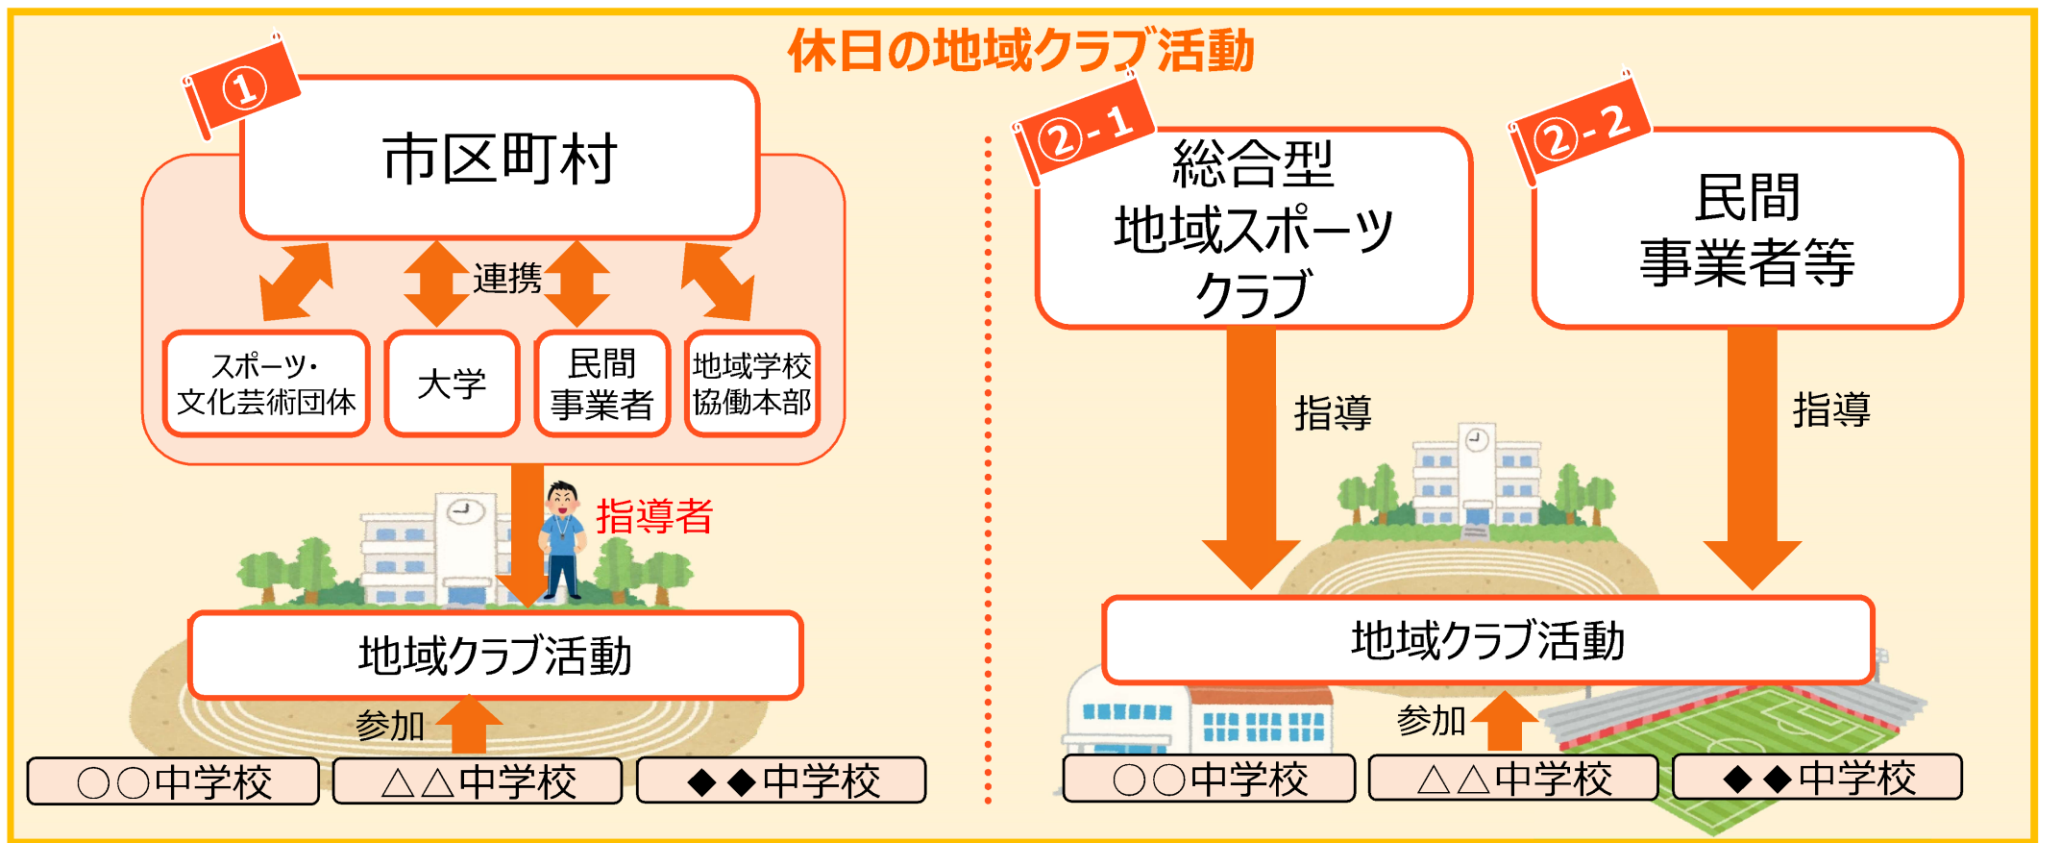 休日の地域クラブ活動
①
市区町村
連携
スポーツ・
文化芸術団体
大学
民間
事業者
地域学校
協働本部
指導者
地域クラブ活動
参加
○○中学校
△△中学校
◆◆中学校
②-1
総合型
地域スポーツ
クラブ
②-2
民間
事業者等
指導
指導
地域クラブ活動
参加
○○中学校
△△中学校
◆◆中学校